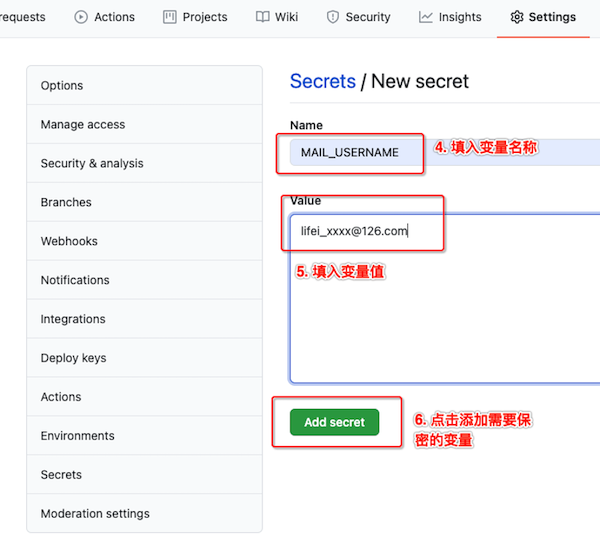 requests Actions Projects Wiki Security Insights Settings
Options
Manage access
Security & analysis
Branches
Webhooks
Notifications
Integrations
Deploy keys
Actions
Environments
Secrets
Moderation settings
Secrets / New secret
Name
MAIL_USERNAME
4. 填入变量名称
Value
lifei_xxxx@126.com
5. 填入变量值
Add secret
6. 点击添加需要保
密的变量